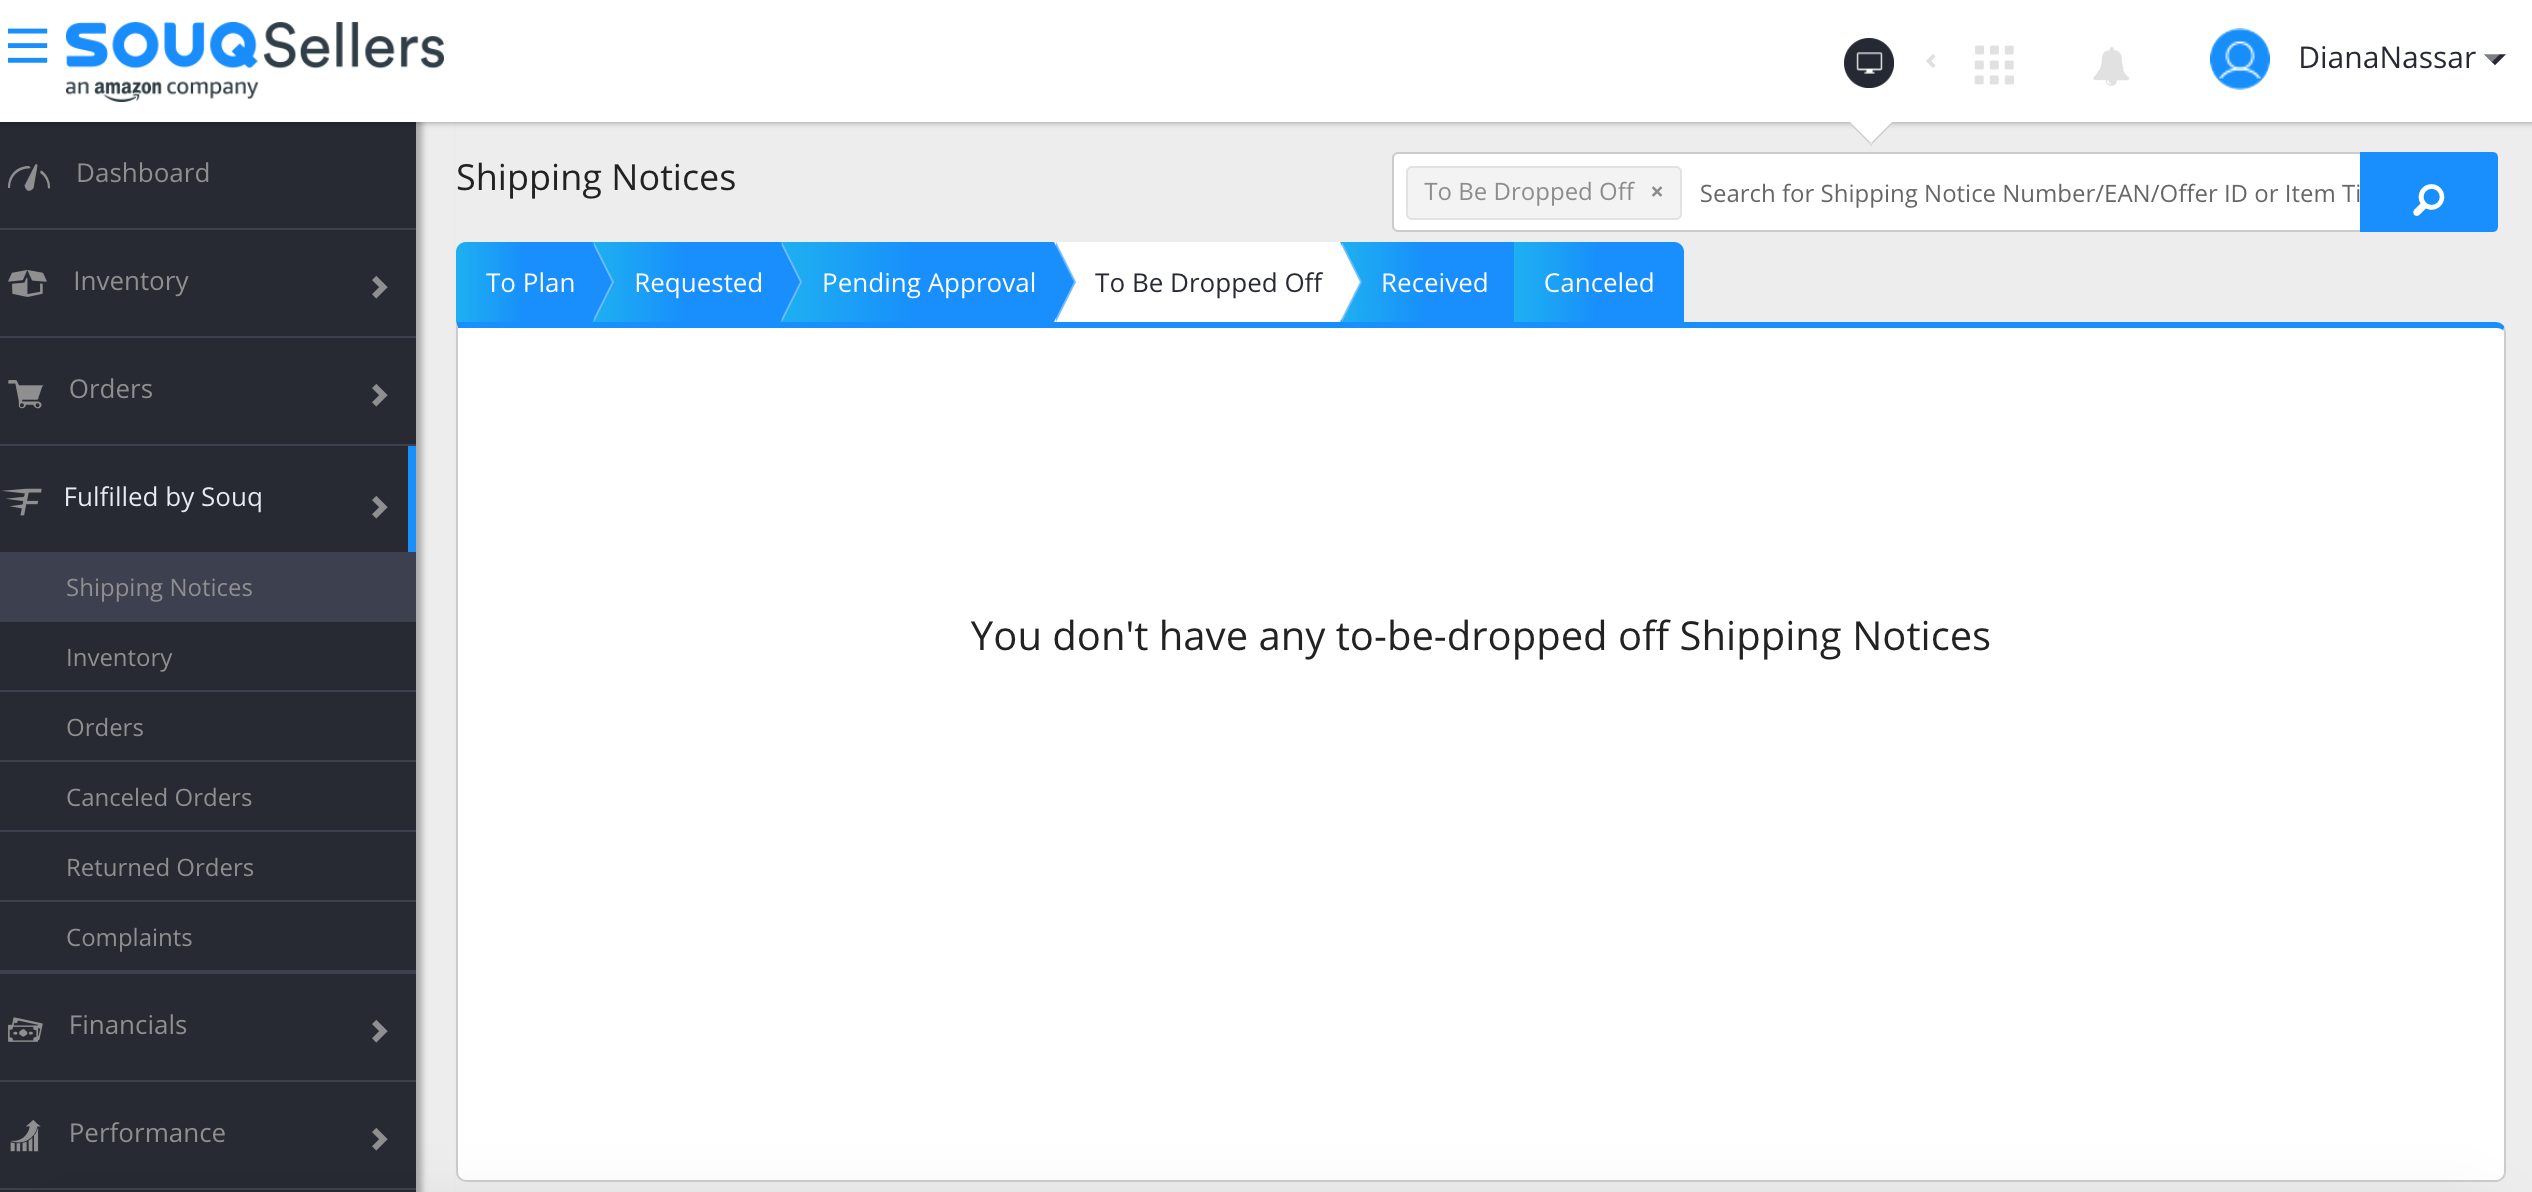 SOUQ Sellers
an amazon company
DianaNassar
Dashboard
Inventory
Orders
Fulfilled by Souq
Shipping Notices
Inventory
Orders
Canceled Orders
Returned Orders
Complaints
Financials
Performance
Shipping Notices
To Be Dropped Off × Search for Shipping Notice Number/EAN/Offer ID or Item Ti
To Plan Requested Pending Approval To Be Dropped Off Received Canceled
You don't have any to-be-dropped off Shipping Notices